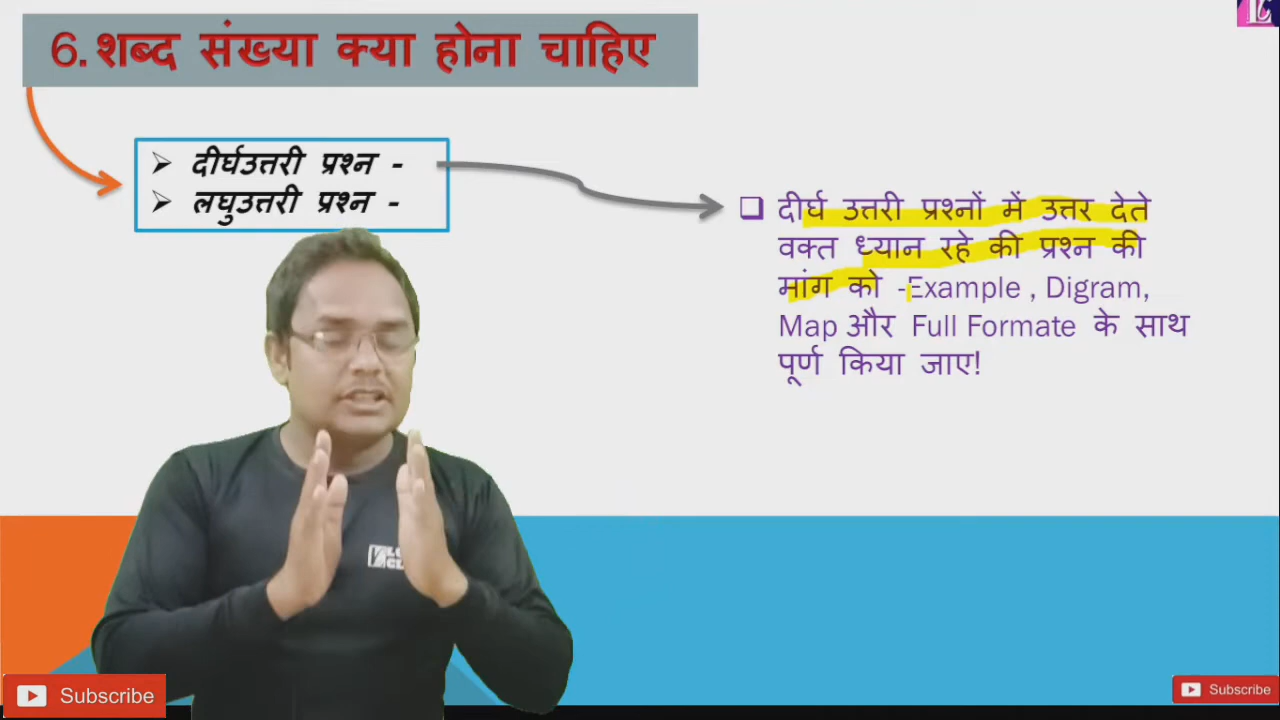 6. शब्द संख्या क्या होना चाहिए
➢ दीर्घउत्तरी प्रश्न -
➢ लघुउत्तरी प्रश्न -
❑ दीर्घ उत्तरी प्रश्नों में उत्तर देते
वक्त ध्यान रहे की प्रश्न की
मांग को -Example , Digram,
Map और Full Formate के साथ
पूर्ण किया जाए!
Subscribe
Subscribe